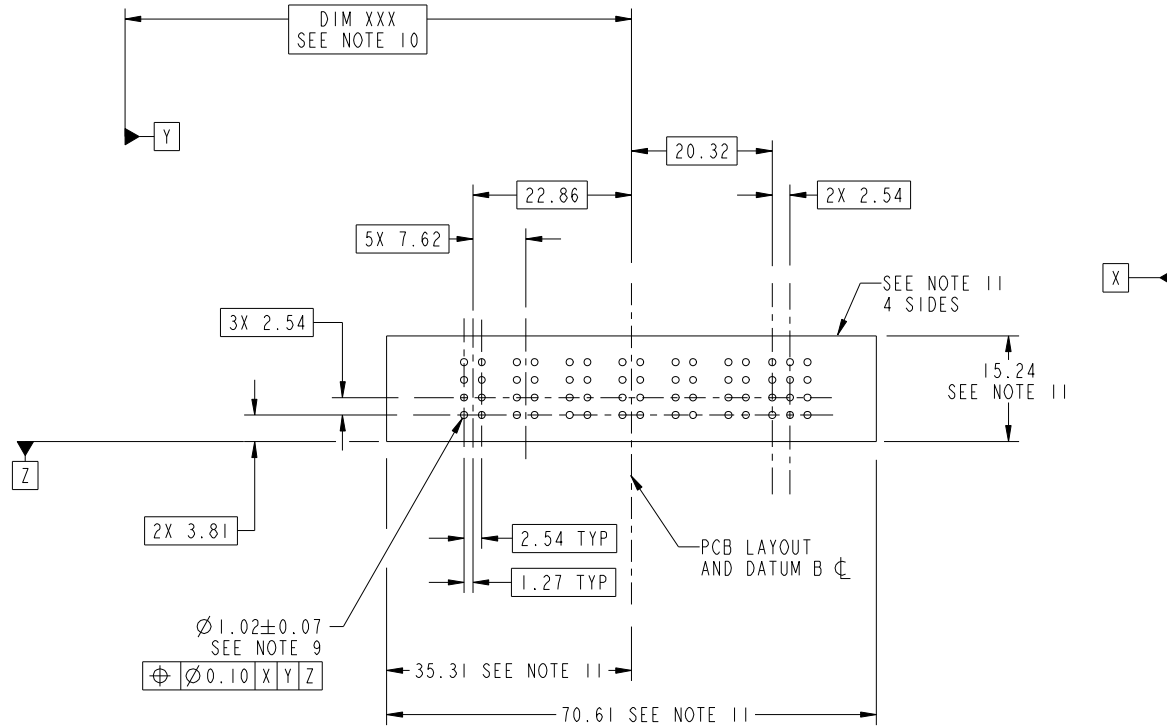 DIM XXX
SEE NOTE 10
Y
20.32
22.86
2X 2.54
5X 7.62
X
SEE NOTE 11
4 SIDES
3X 2.54
15.24
SEE NOTE 11
Z
2X 3.81
2.54 TYP
PCB LAYOUT
AND DATUM B ℄
1.27 TYP
Ø1.02±0.07
SEE NOTE 9
⌖ Ø0.10 X Y Z
35.31 SEE NOTE 11
70.61 SEE NOTE 11